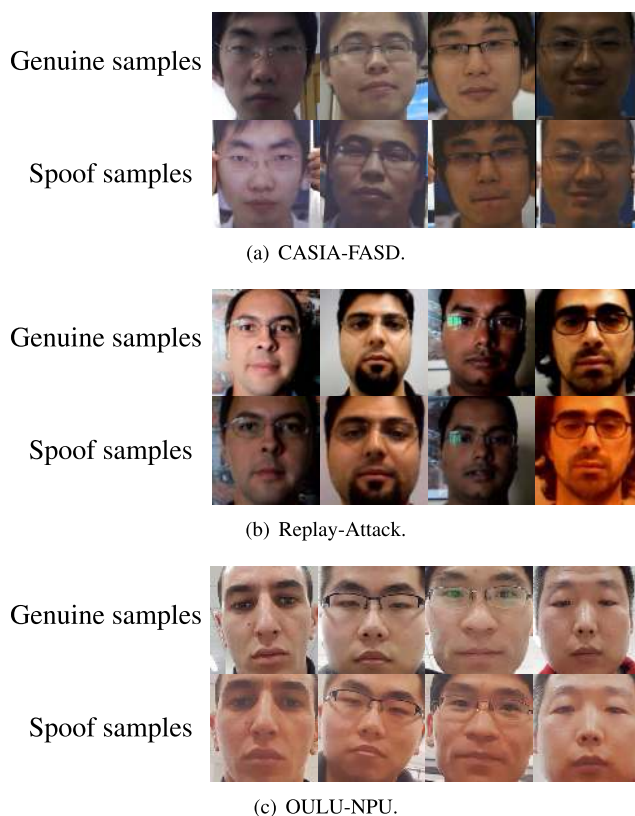 Genuine samples
Spoof samples
(a) CASIA-FASD.
Genuine samples
Spoof samples
(b) Replay-Attack.
Genuine samples
Spoof samples
(c) OULU-NPU.